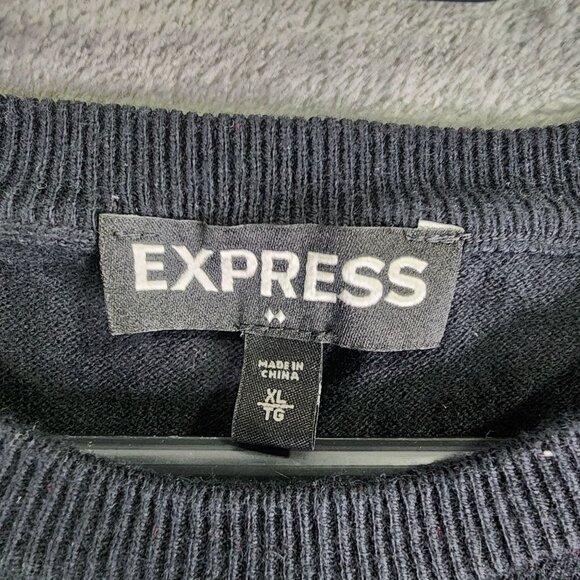 EXPRESS
MADE IN
CHINA
XL
TG